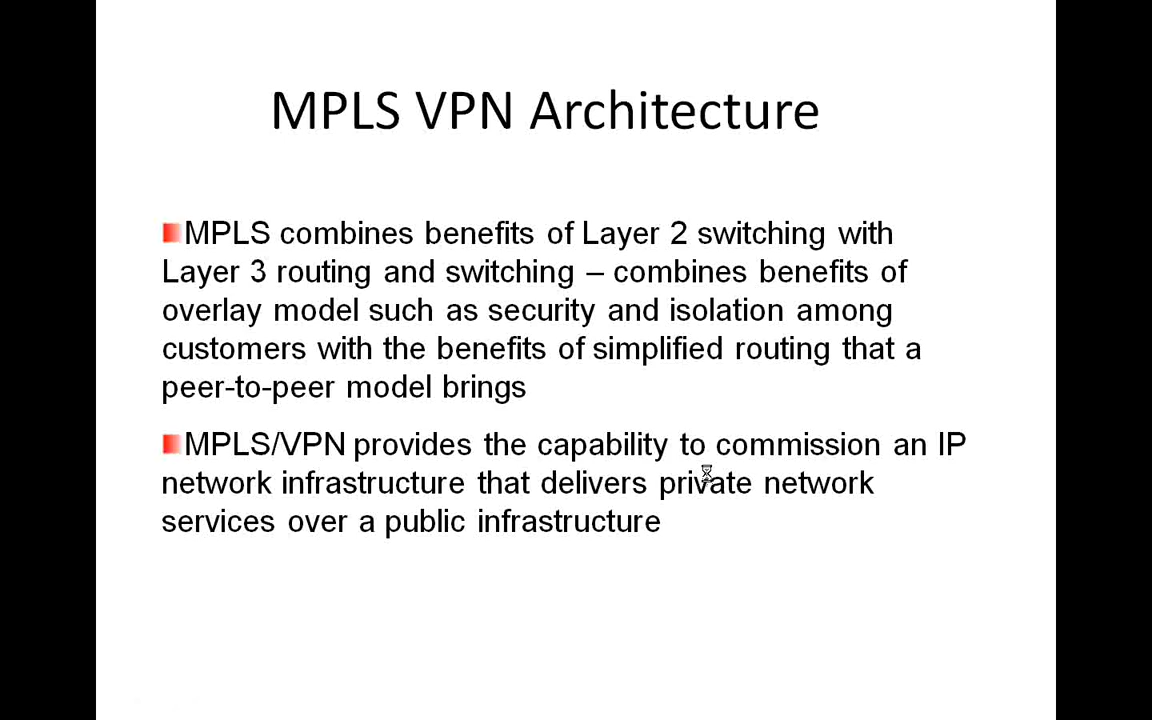 MPLS VPN Architecture
MPLS combines benefits of Layer 2 switching with
Layer 3 routing and switching – combines benefits of
overlay model such as security and isolation among
customers with the benefits of simplified routing that a
peer-to-peer model brings
MPLS/VPN provides the capability to commission an IP
network infrastructure that delivers private network
services over a public infrastructure